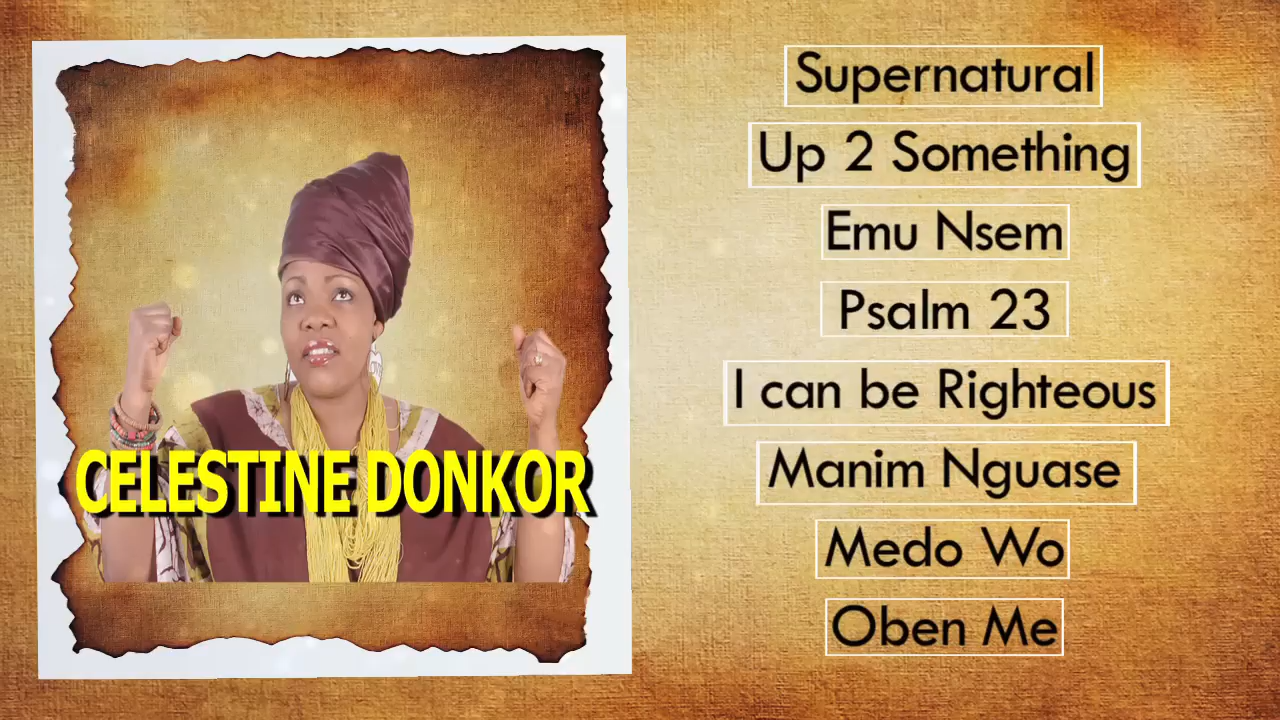 CELESTINE DONKOR
Supernatural
Up 2 Something
Emu Nsem
Psalm 23
I can be Righteous
Manim Nguase
Medo Wo
Oben Me